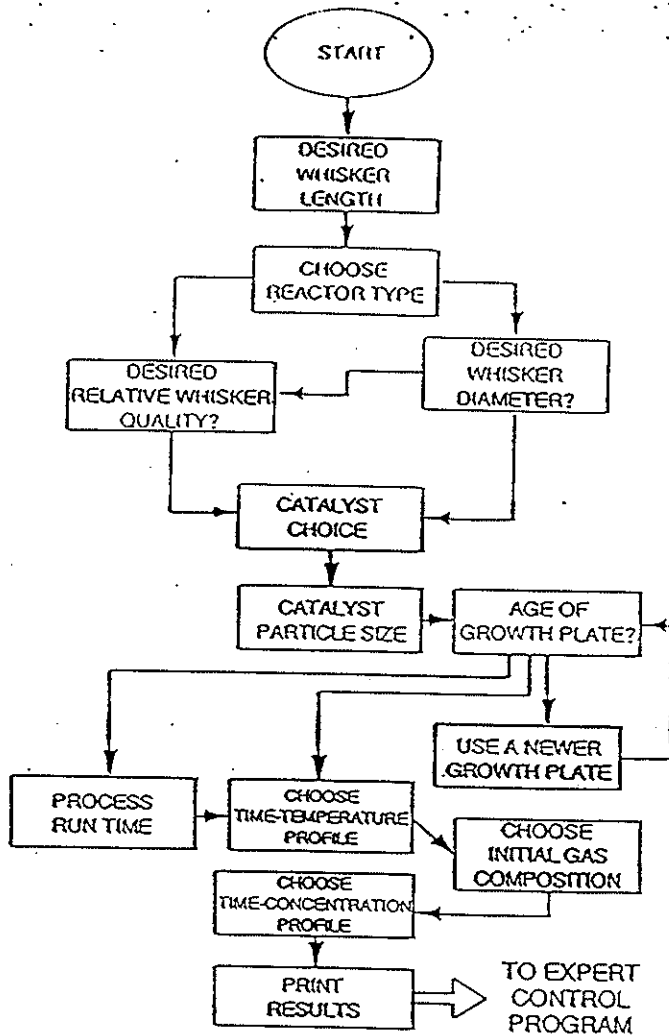 START
DESIRED
WHISKER
LENGTH
CHOOSE
REACTOR TYPE
DESIRED
RELATIVE WHISKER
QUALITY?
DESIRED
WHISKER
DIAMETER?
CATALYST
CHOICE
CATALYST
PARTICLE SIZE
AGE OF
GROWTH PLATE?
USE A NEWER
GROWTH PLATE
PROCESS
RUN TIME
CHOOSE
TIME-TEMPERATURE
PROFILE
CHOOSE
INITIAL GAS
COMPOSITION
CHOOSE
TIME-CONCENTRATION
PROFILE
PRINT
RESULTS
TO EXPERT
CONTROL
PROGRAM